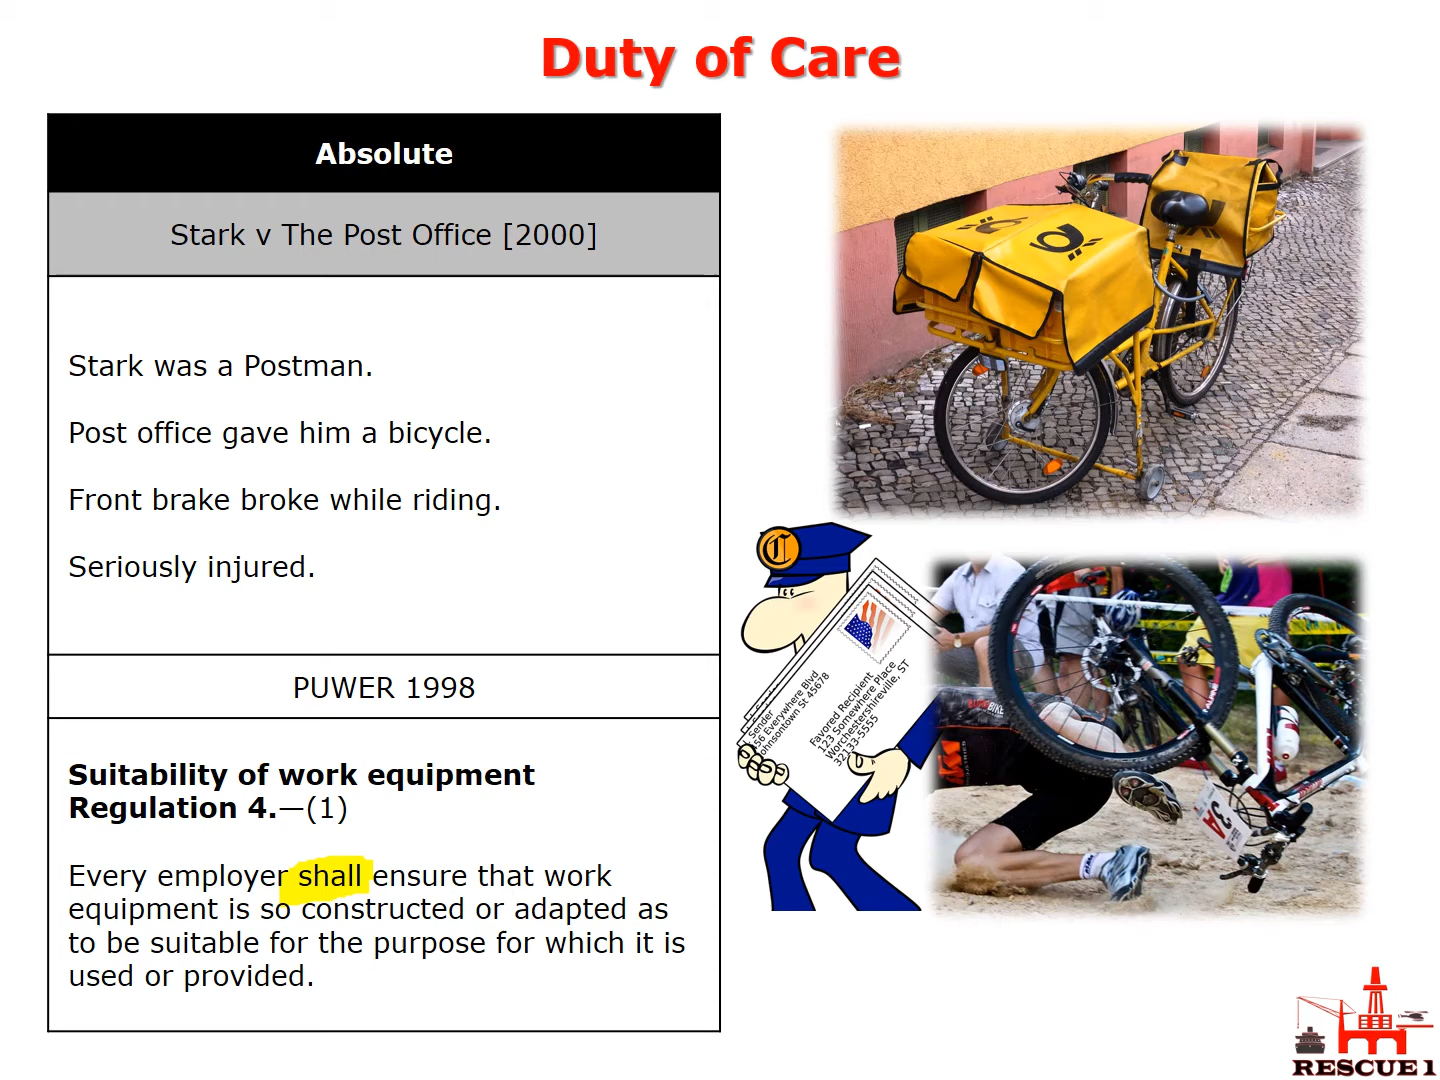 Duty of Care
Absolute
Stark v The Post Office [2000]
Stark was a Postman.
Post office gave him a bicycle.
Front brake broke while riding.
Seriously injured.
PUWER 1998
Suitability of work equipment
Regulation 4.—(1)
Every employer shall ensure that work
equipment is so constructed or adapted as
to be suitable for the purpose for which it is
used or provided.
C
Sender
Everywhere Blvd
Johnsontown St 45678
Favored Recipient
123 Somewhere Place
Worchestershireville, ST
32133-5555
3A
RESCUE 1